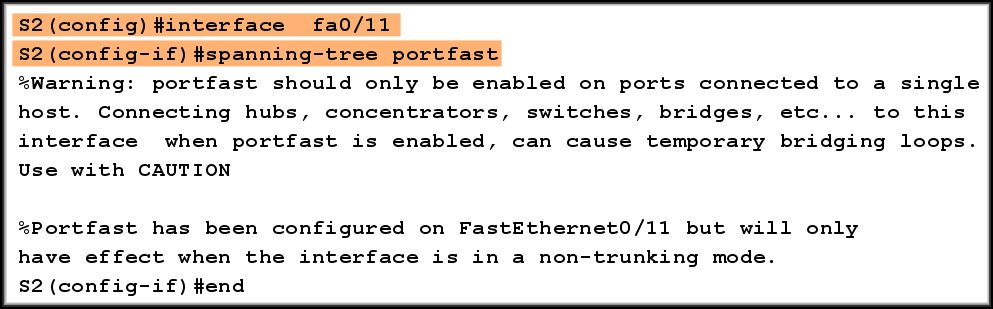 S2(config)#interface  fa0/11
S2(config-if)#spanning-tree portfast
%Warning: portfast should only be enabled on ports connected to a single
host. Connecting hubs, concentrators, switches, bridges, etc... to this
interface  when portfast is enabled, can cause temporary bridging loops.
Use with CAUTION

%Portfast has been configured on FastEthernet0/11 but will only
have effect when the interface is in a non-trunking mode.
S2(config-if)#end